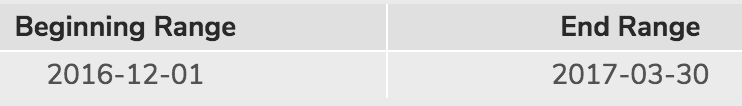 Beginning Range End Range
2016-12-01 2017-03-30